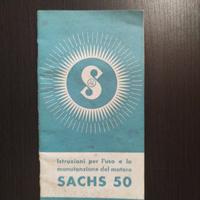 S
Istruzioni per l'uso e la
manutenzione del motore
SACHS 50